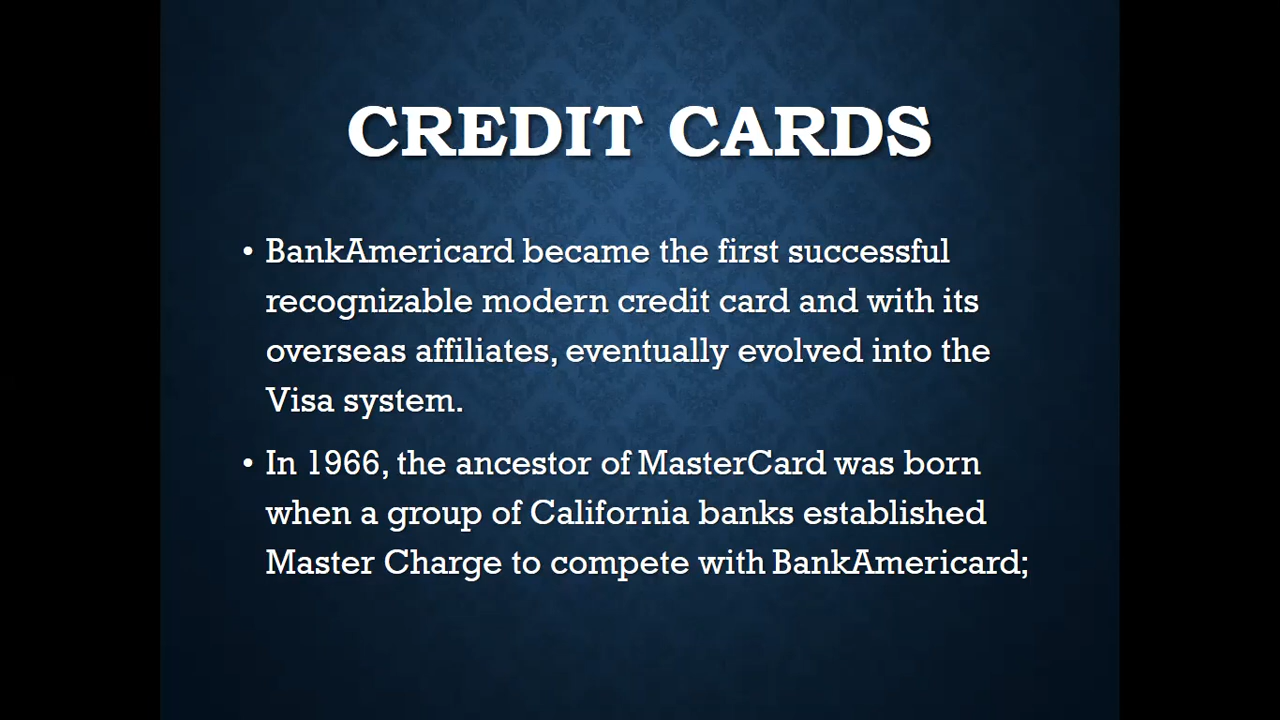 CREDIT CARDS
• BankAmericard became the first successful
recognizable modern credit card and with its
overseas affiliates, eventually evolved into the
Visa system.
• In 1966, the ancestor of MasterCard was born
when a group of California banks established
Master Charge to compete with BankAmericard;